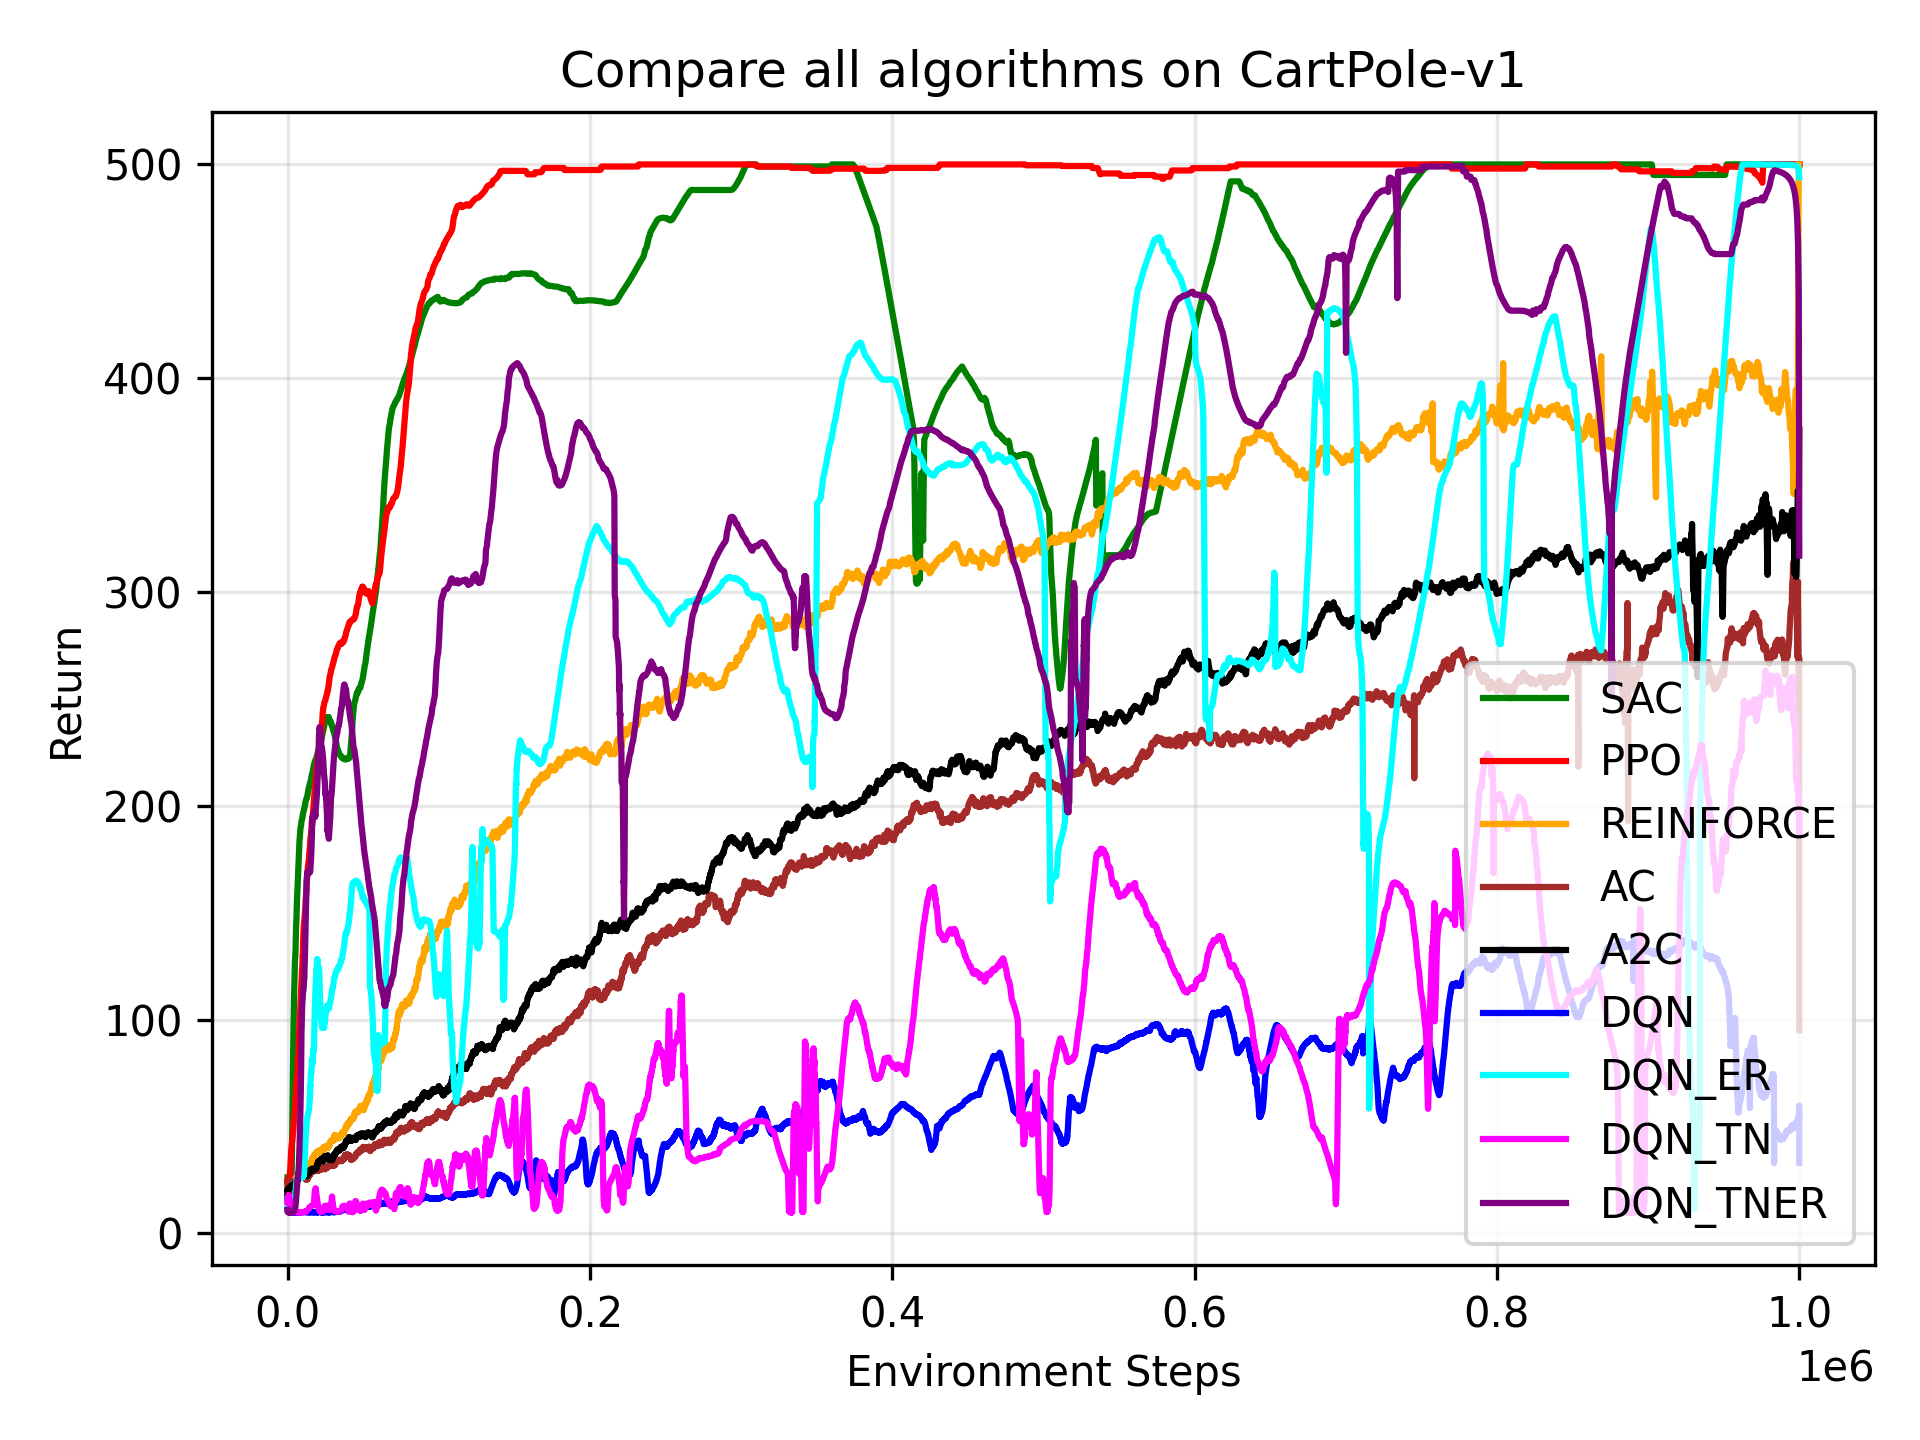 Compare all algorithms on CartPole-v1
Return
500
400
300
200
100
0
SAC
PPO
REINFORCE
AC
A2C
DQN
DQN_ER
DQN_TN
DQN_TNER
0.0 0.2 0.4 0.6 0.8 1.0
1e6
Environment Steps